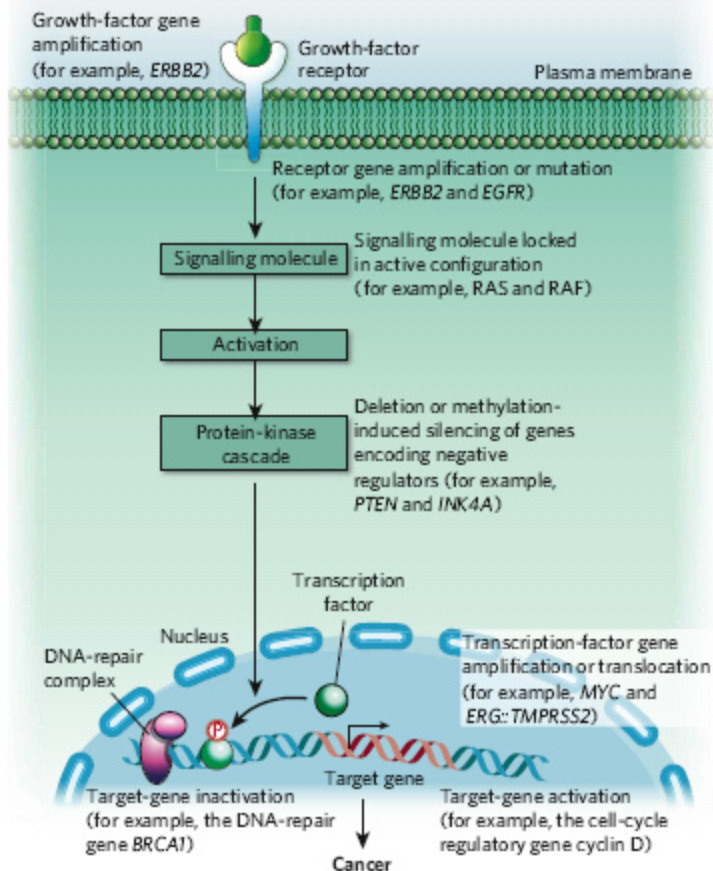 Growth-factor gene
amplification
(for example, ERBB2)
Growth-factor
receptor
Plasma membrane
Receptor gene amplification or mutation
(for example, ERBB2 and EGFR)
Signalling molecule
Signalling molecule locked
in active configuration
(for example, RAS and RAF)
Activation
Protein-kinase
cascade
Deletion or methylation-
induced silencing of genes
encoding negative
regulators (for example,
PTEN and INK4A)
Transcription
factor
Nucleus
DNA-repair
complex
Transcription-factor gene
amplification or translocation
(for example, MYC and
ERG::TMPRSS2)
P
Target gene
Target-gene inactivation
(for example, the DNA-repair
gene BRCA1)
Target-gene activation
(for example, the cell-cycle
regulatory gene cyclin D)
Cancer